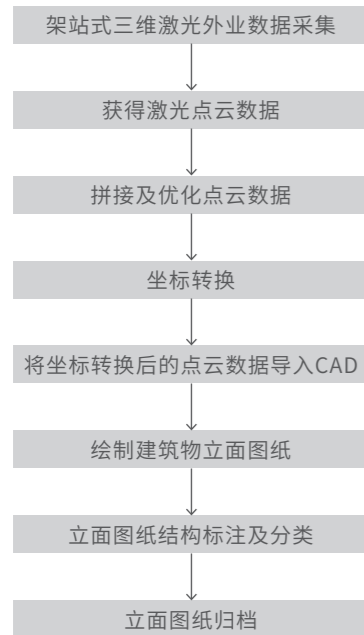 架站式三维激光外业数据采集
获得激光点云数据
拼接及优化点云数据
坐标转换
将坐标转换后的点云数据导入CAD
绘制建筑物立面图纸
立面图纸结构标注及分类
立面图纸归档